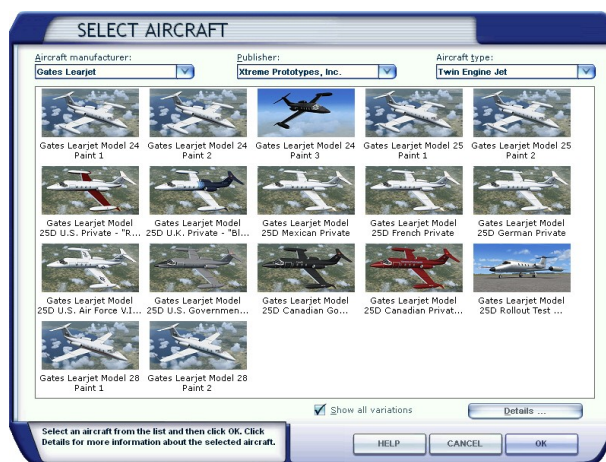 SELECT AIRCRAFT
Aircraft manufacturer:
Publisher:
Aircraft type:
Gates Learjet
Xtreme Prototypes, Inc.
Twin Engine Jet
Gates Learjet Model 24
Paint 1
Gates Learjet Model 24
Paint 2
Gates Learjet Model 24
Paint 3
Gates Learjet Model 25
Paint 1
Gates Learjet Model 25
Paint 2
Gates Learjet Model
25D U.S. Private - "R...
Gates Learjet Model
25D U.K. Private - "Bl...
Gates Learjet Model
25D Mexican Private
Gates Learjet Model
25D French Private
Gates Learjet Model
25D German Private
Gates Learjet Model
25D U.S. Air Force V.I...
Gates Learjet Model
25D U.S. Governmen...
Gates Learjet Model
25D Canadian Go...
Gates Learjet Model
25D Canadian Privat...
Gates Learjet Model
25D Rollout Test ...
Gates Learjet Model 28
Paint 1
Gates Learjet Model 28
Paint 2
Show all variations
Details ...
Select an aircraft from the list and then click OK. Click
Details for more information about the selected aircraft.
HELP
CANCEL
OK